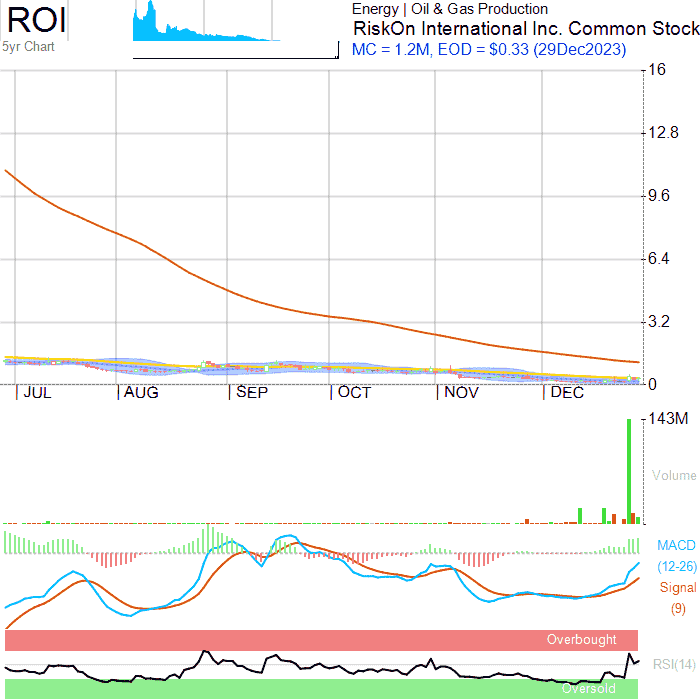 ROI
5yr Chart
Energy | Oil & Gas Production
RiskOn International Inc. Common Stock
MC = 1.2M, EOD = $0.33 (29Dec2023)
16
12.8
9.6
6.4
3.2
0
JUL AUG SEP OCT NOV DEC
143M
Volume
MACD
(12-26)
Signal
(9)
Overbought
RSI(14)
Oversold